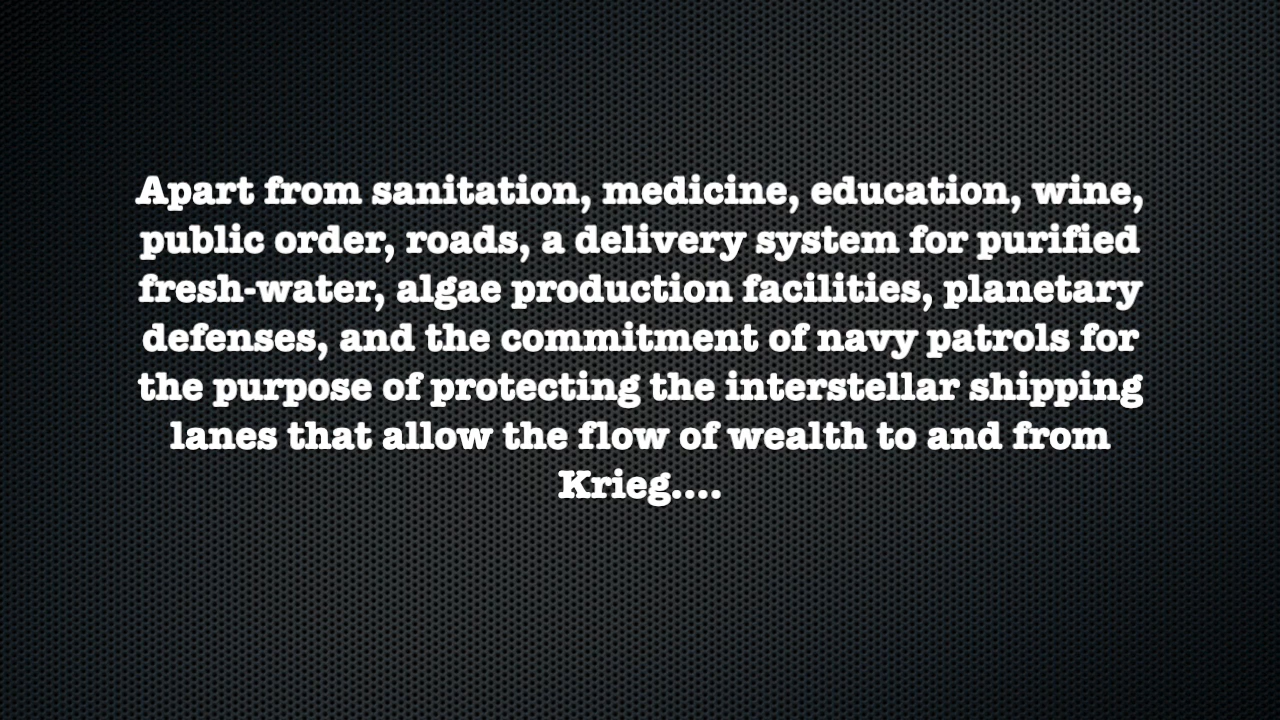 Apart from sanitation, medicine, education, wine,
public order, roads, a delivery system for purified
fresh-water, algae production facilities, planetary
defenses, and the commitment of navy patrols for
the purpose of protecting the interstellar shipping
lanes that allow the flow of wealth to and from
Krieg....